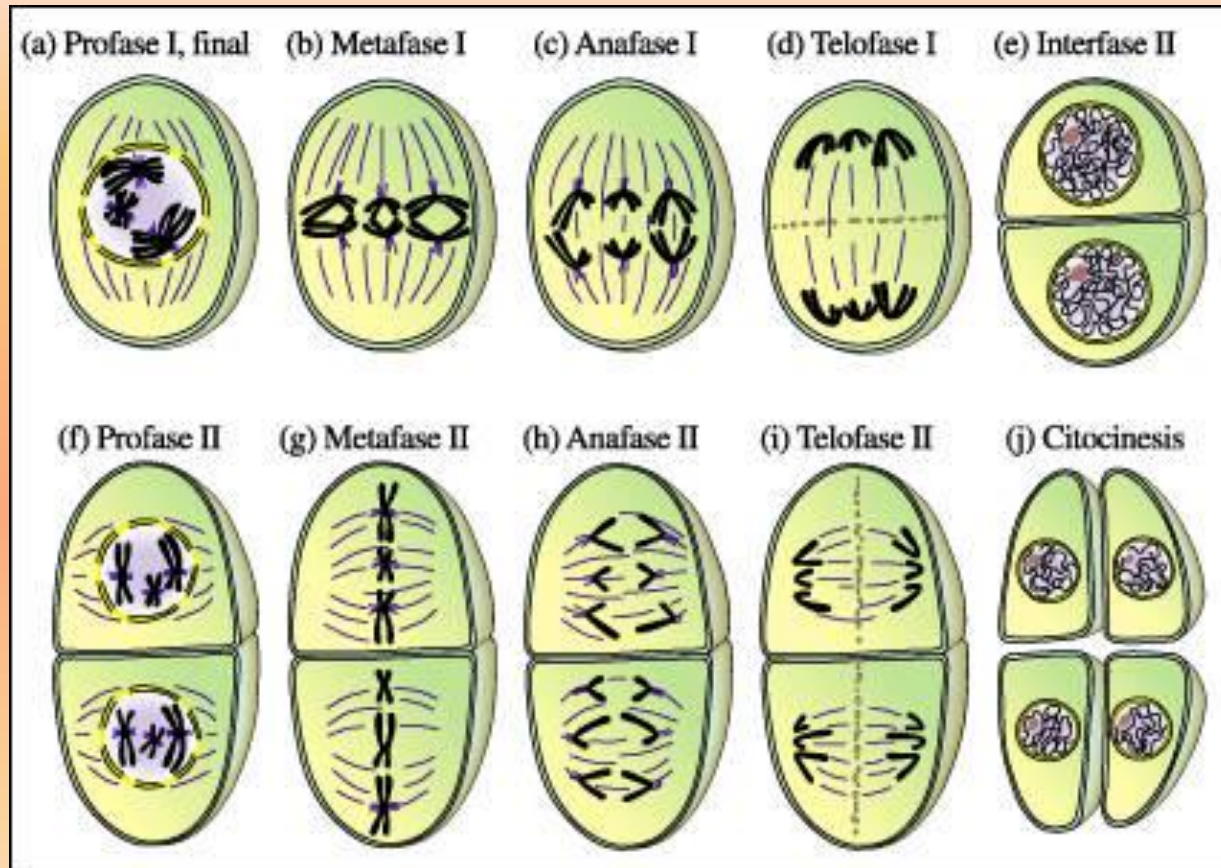 (a) Profase I, final
(b) Metafase I
(c) Anafase I
(d) Telofase I
(e) Interfase II
(f) Profase II
(g) Metafase II
(h) Anafase II
(i) Telofase II
(j) Citocinesis